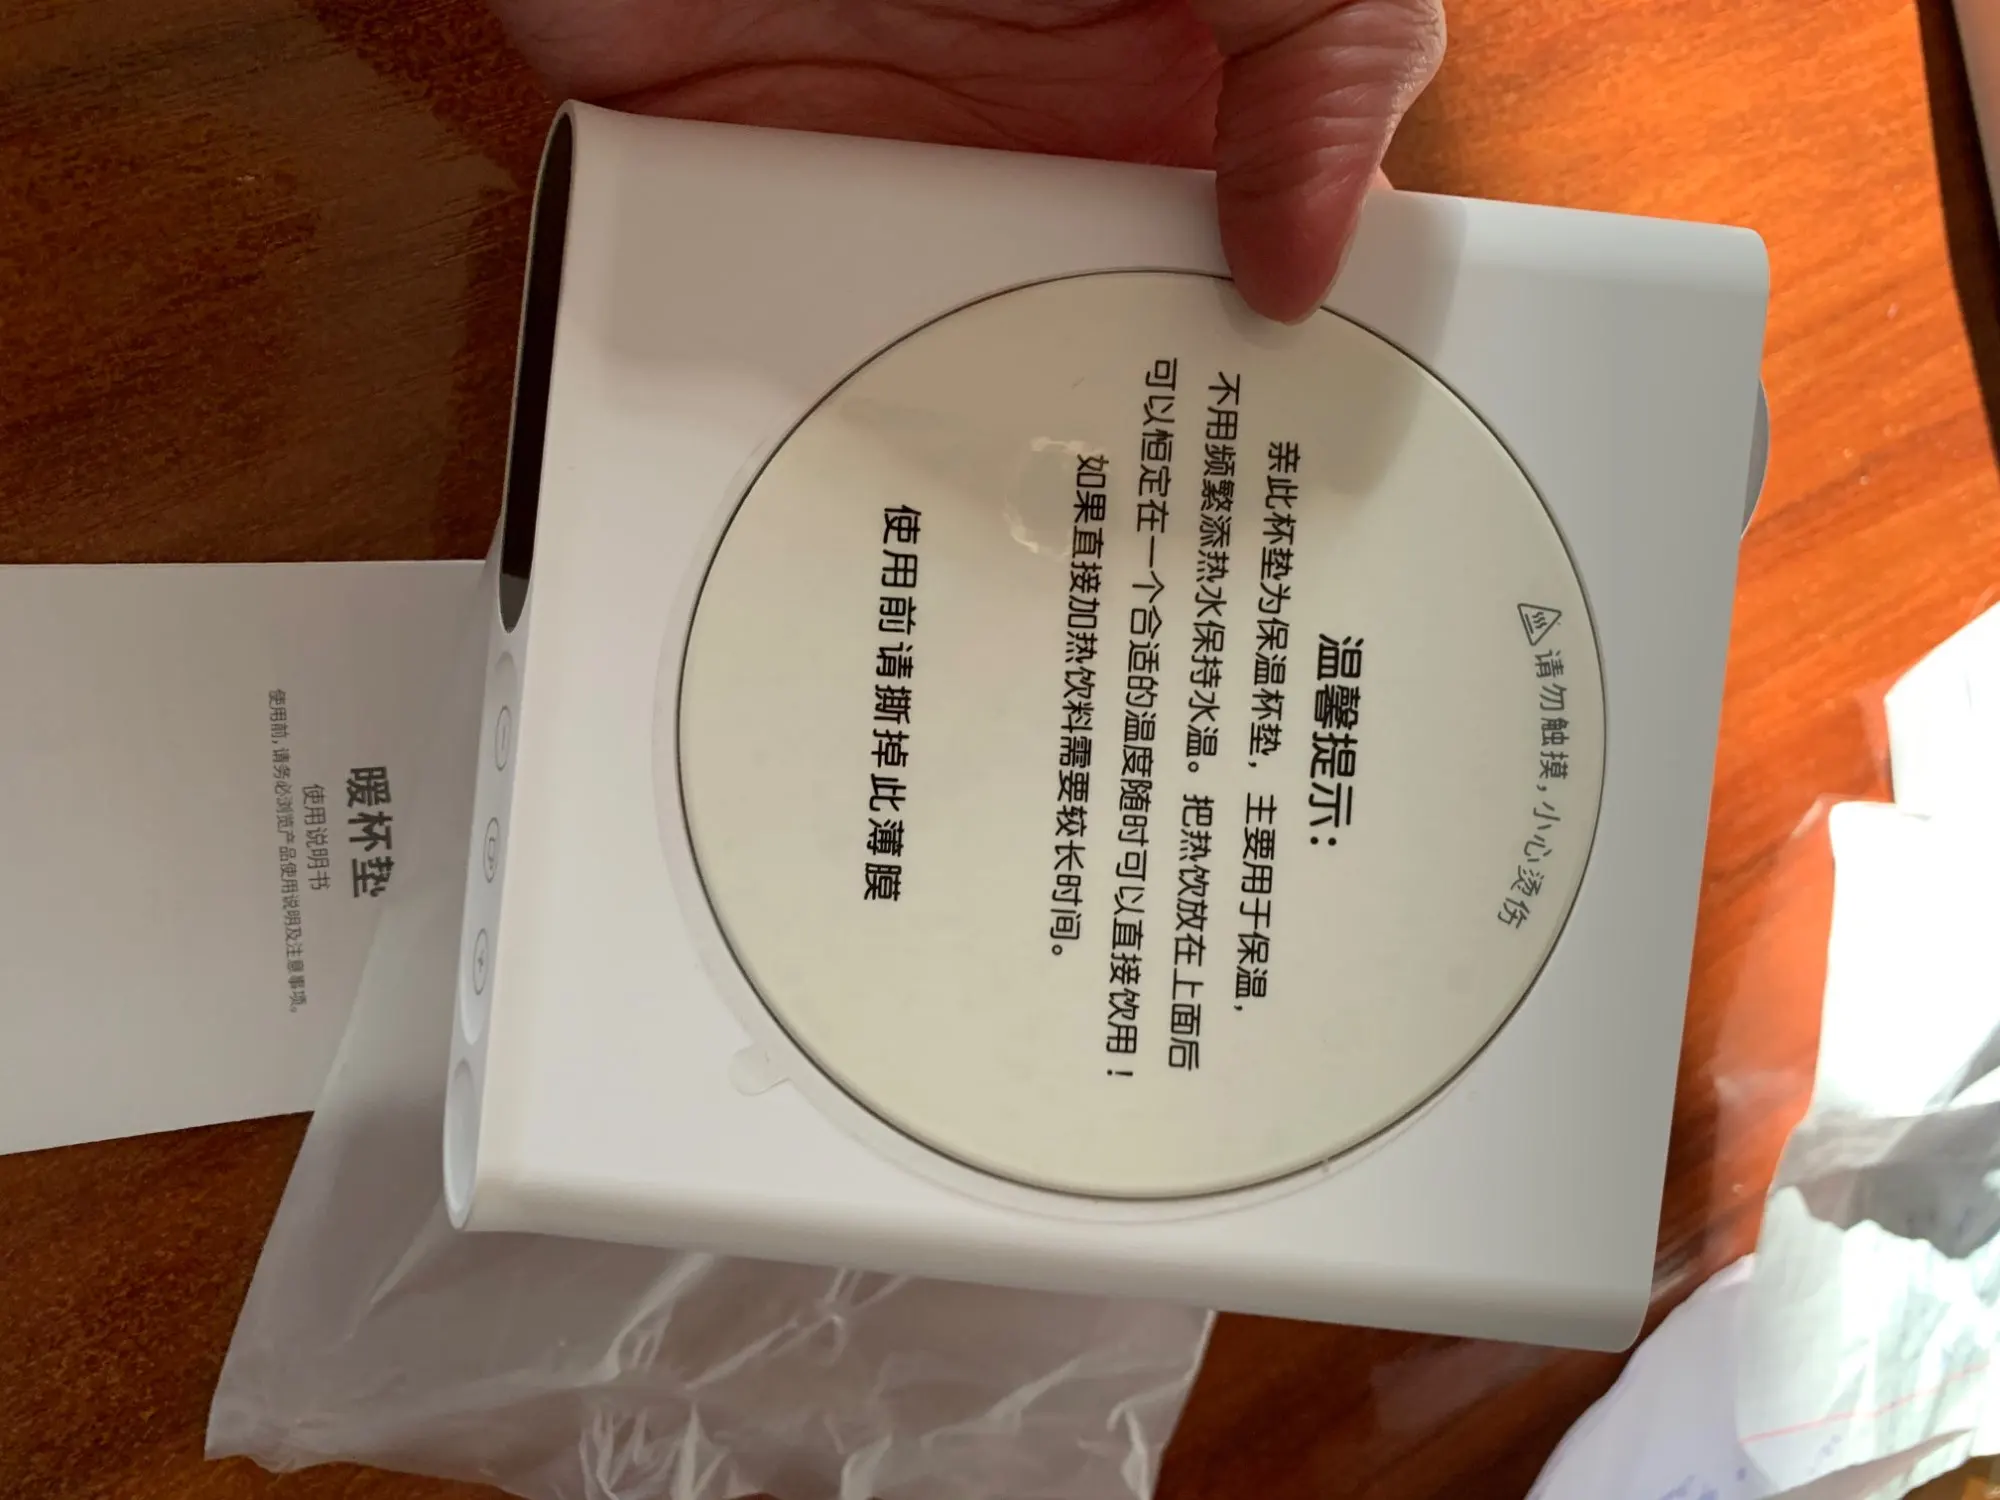 请勿触摸，小心烫伤
温馨提示：
亲此杯垫为保温杯垫，主要用于保温，
不用频繁添热水保持水温。把热饮放在上面后
可以恒定在一个合适的温度随时可以直接饮用！
如果直接加热饮料需要较长时间。
使用前请撕掉此薄膜
暖杯垫
使用说明书
使用前，请务必浏览产品使用说明及注意事项。